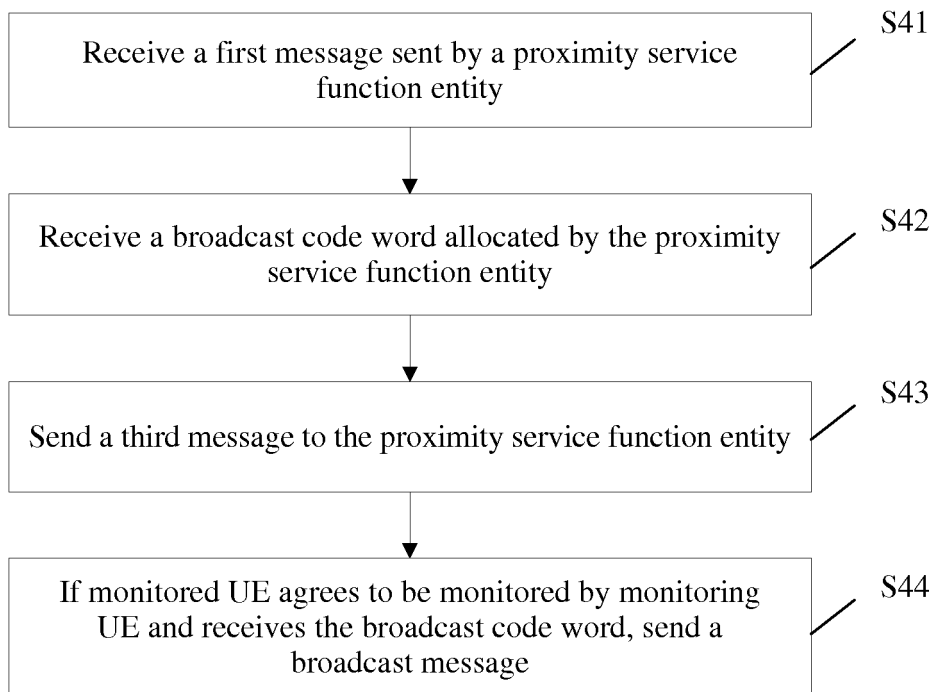 S41
Receive a first message sent by a proximity service
function entity
S42
Receive a broadcast code word allocated by the proximity
service function entity
S43
Send a third message to the proximity service function entity
S44
If monitored UE agrees to be monitored by monitoring
UE and receives the broadcast code word, send a
broadcast message